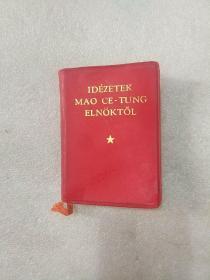 IDÉZETEK
MAO CE-TUNG
ELNÖKTŐL